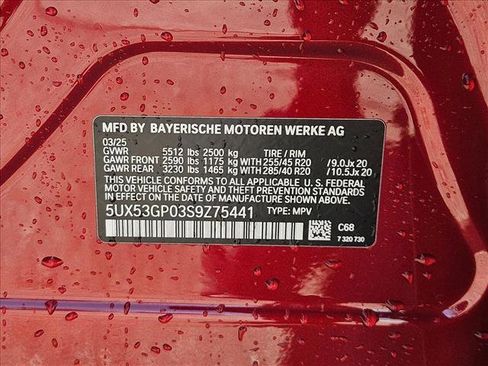 MFD BY BAYERISCHE MOTOREN WERKE AG
03/25
GVWR 5512 lbs 2500 kg TIRE / RIM
GAWR FRONT 2590 lbs 1175 kg WITH 255/45 R20 /9.0Jx 20
GAWR REAR 3230 lbs 1465 kg WITH 285/40 R20 /10.5Jx 20
THIS VEHICLE CONFORMS TO ALL APPLICABLE U. S. FEDERAL
MOTOR VEHICLE SAFETY AND THEFT PREVENTION STANDARDS
IN EFFECT ON THE DATE OF MANUFACTURE SHOWN ABOVE.
5UX53GP03S9Z75441 TYPE: MPV
C68
7 320 730